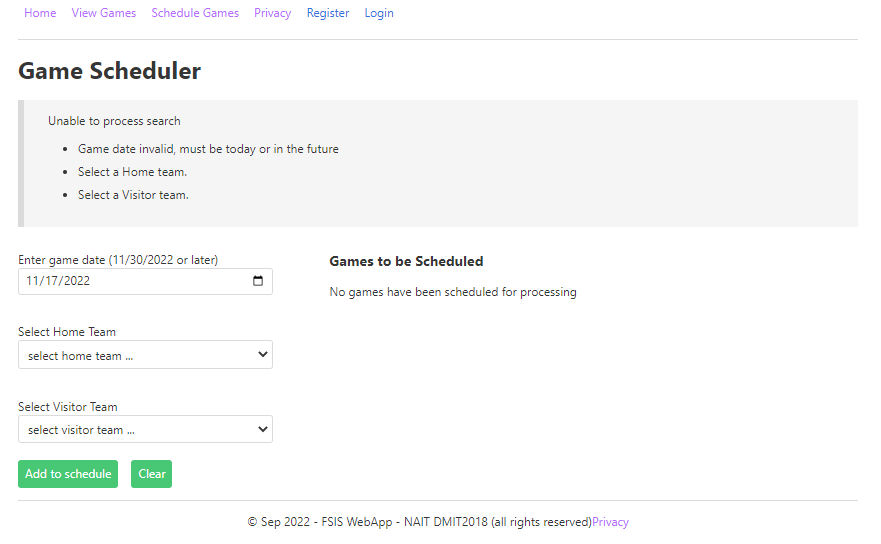 Home View Games Schedule Games Privacy Register Login
Game Scheduler
Unable to process search
• Game date invalid, must be today or in the future
• Select a Home team.
• Select a Visitor team.
Enter game date (11/30/2022 or later)
11/17/2022
Select Home Team
select home team ...
Select Visitor Team
select visitor team ...
Add to schedule Clear
Games to be Scheduled
No games have been scheduled for processing
© Sep 2022 - FSIS WebApp - NAIT DMIT2018 (all rights reserved)Privacy